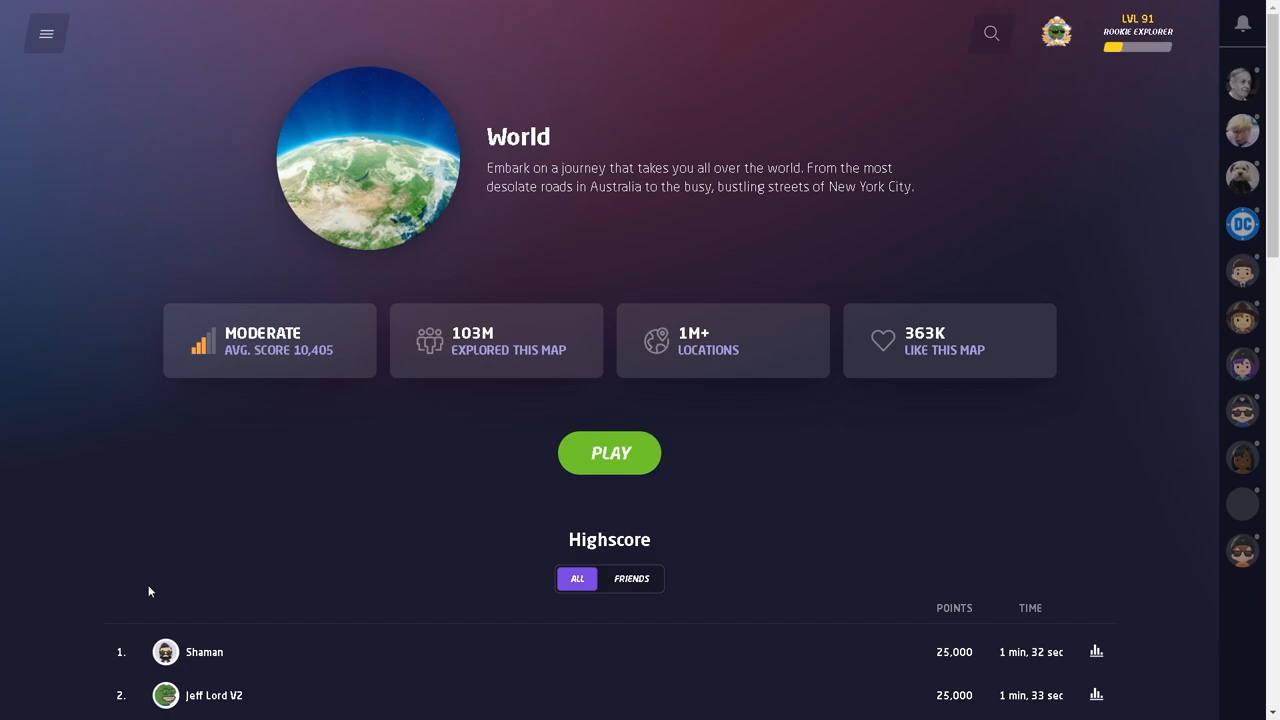 LVL 91
ROOKIE EXPLORER
World
Embark on a journey that takes you all over the world. From the most
desolate roads in Australia to the busy, bustling streets of New York City.
MODERATE
AVG. SCORE 10,405
103M
EXPLORED THIS MAP
1M+
LOCATIONS
363K
LIKE THIS MAP
PLAY
Highscore
ALL FRIENDS
POINTS TIME
1. Shaman 25,000 1 min, 32 sec
2. Jeff Lord V2 25,000 1 min, 33 sec
DC